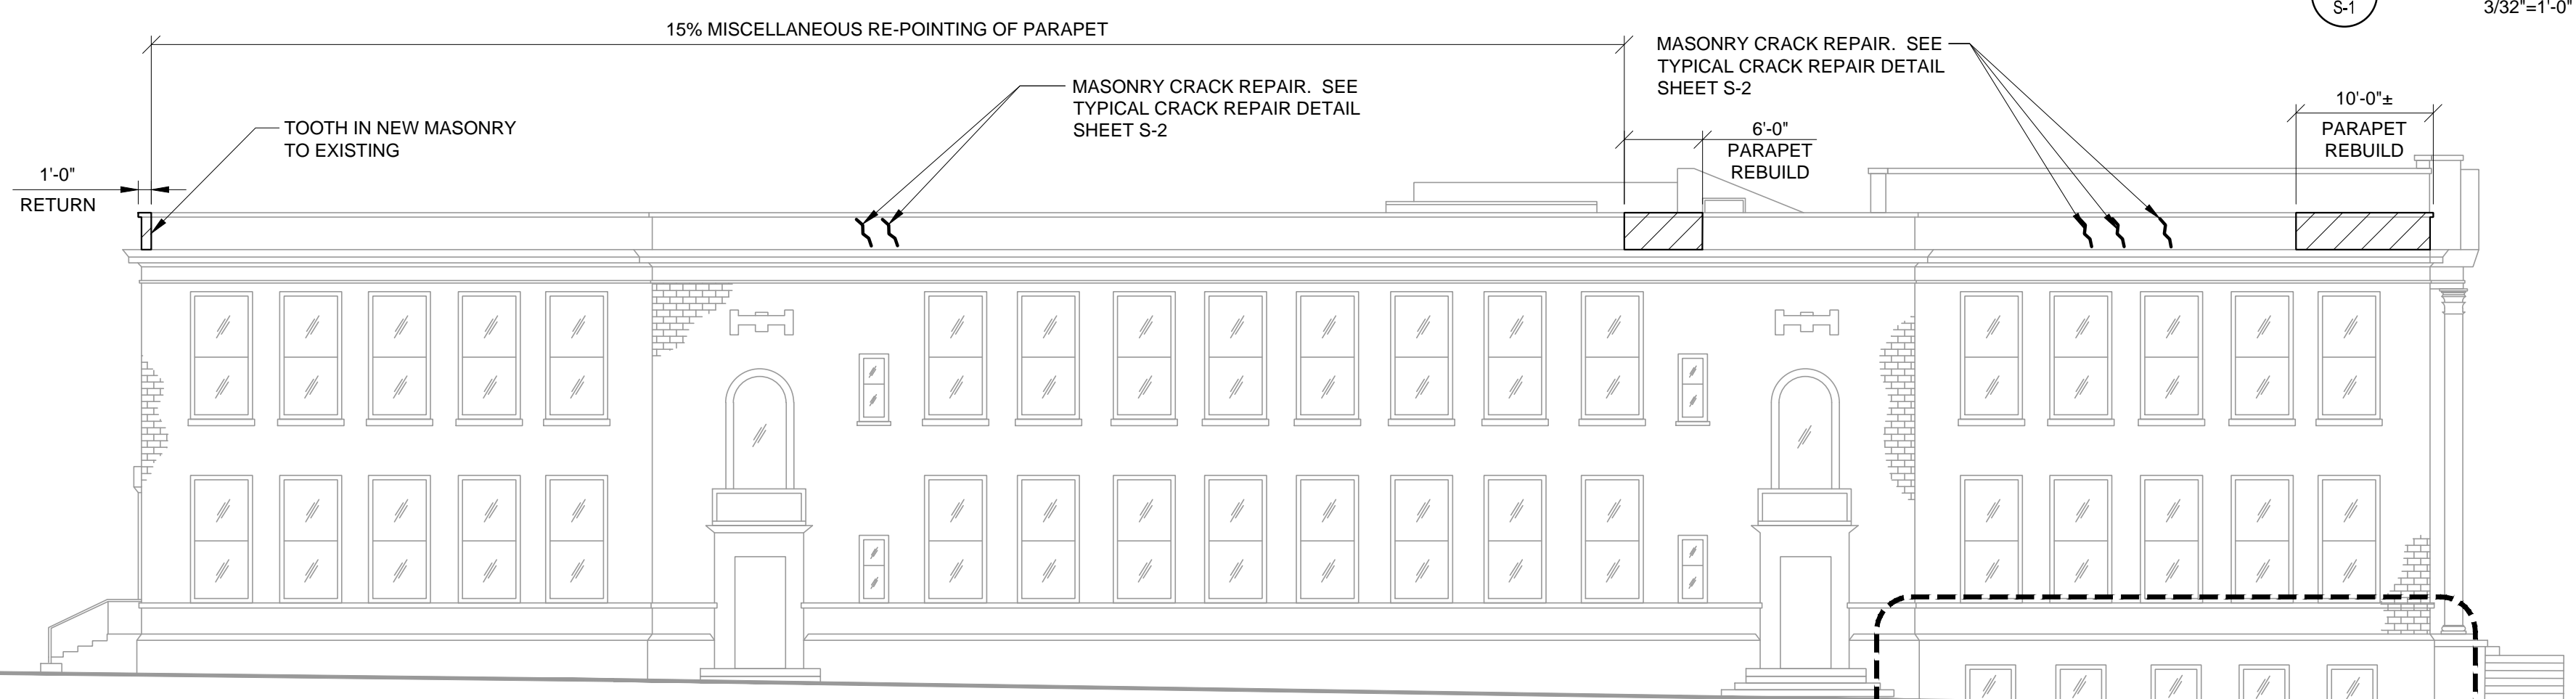 S-1
3/32"=1'-0"
15% MISCELLANEOUS RE-POINTING OF PARAPET
MASONRY CRACK REPAIR. SEE
TYPICAL CRACK REPAIR DETAIL
SHEET S-2
MASONRY CRACK REPAIR. SEE
TYPICAL CRACK REPAIR DETAIL
SHEET S-2
10'-0"±
PARAPET
REBUILD
TOOTH IN NEW MASONRY
TO EXISTING
6'-0"
PARAPET
REBUILD
1'-0"
RETURN